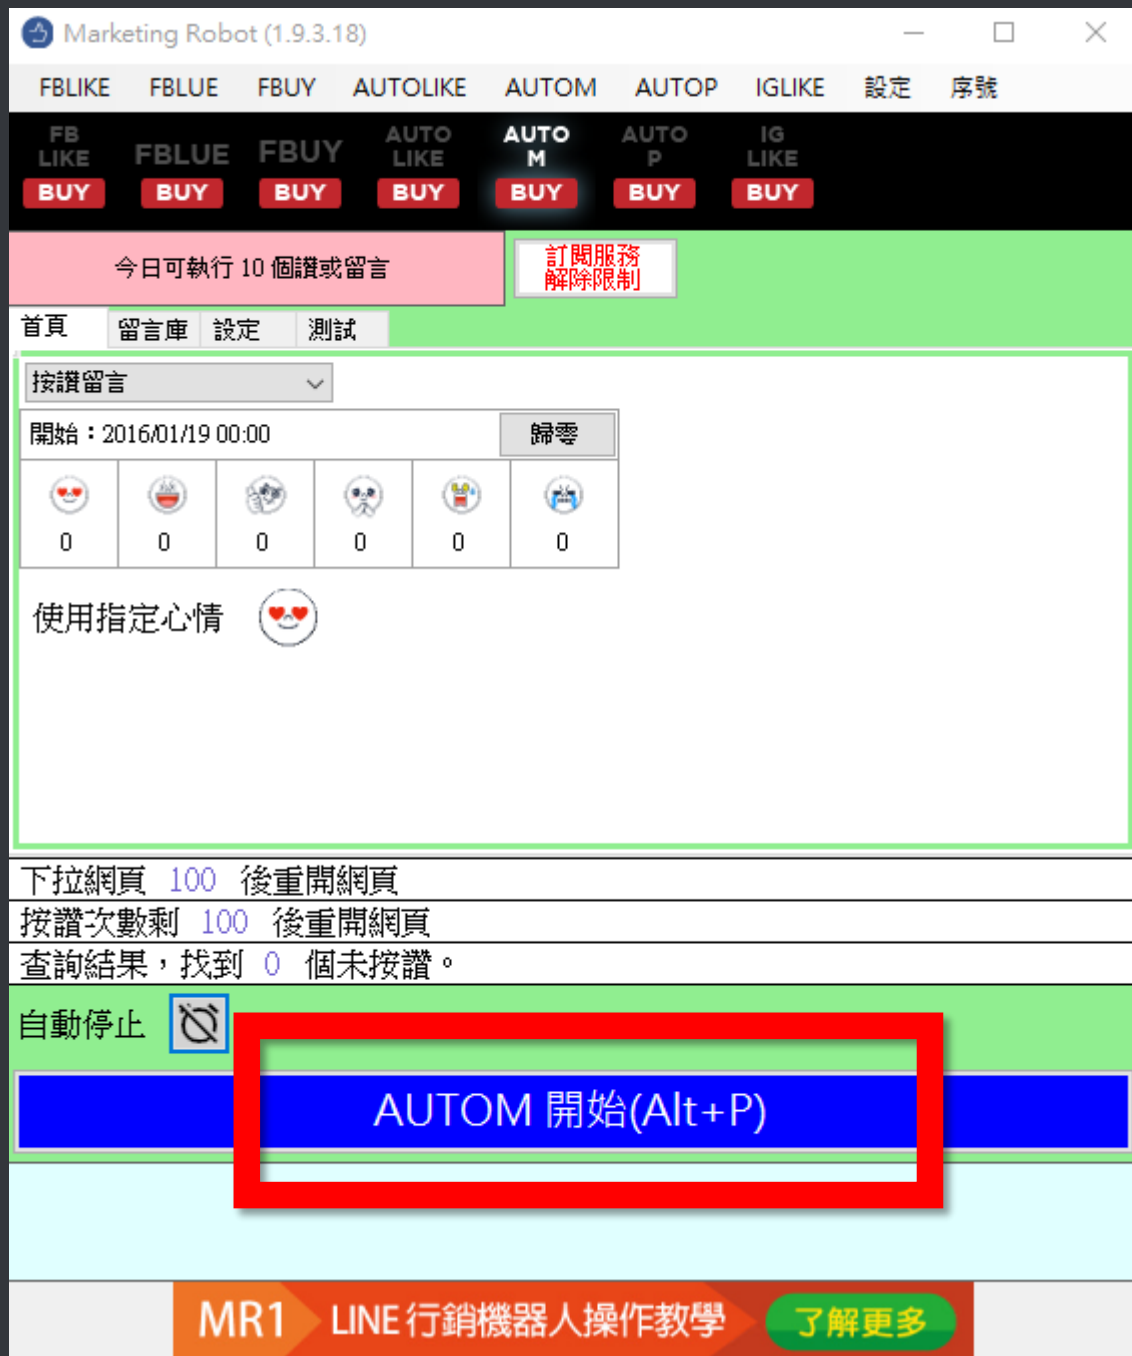 Marketing Robot (1.9.3.18)
FBLIKE FBLUE FBUY AUTOLIKE AUTOM AUTOP IGLIKE 設定 序號
FB LIKE BUY
FBLUE BUY
FBUY BUY
AUTO LIKE BUY
AUTO M BUY
AUTO P BUY
IG LIKE BUY
今日可執行 10 個讚或留言
訂閱服務
解除限制
首頁 留言庫 設定 測試
按讚留言
開始：2016/01/19 00:00 歸零
0 0 0 0 0 0
使用指定心情
下拉網頁 100 後重開網頁
按讚次數剩 100 後重開網頁
查詢結果，找到 0 個未按讚。
自動停止
AUTOM 開始(Alt+P)
MR1 LINE 行銷機器人操作教學 了解更多